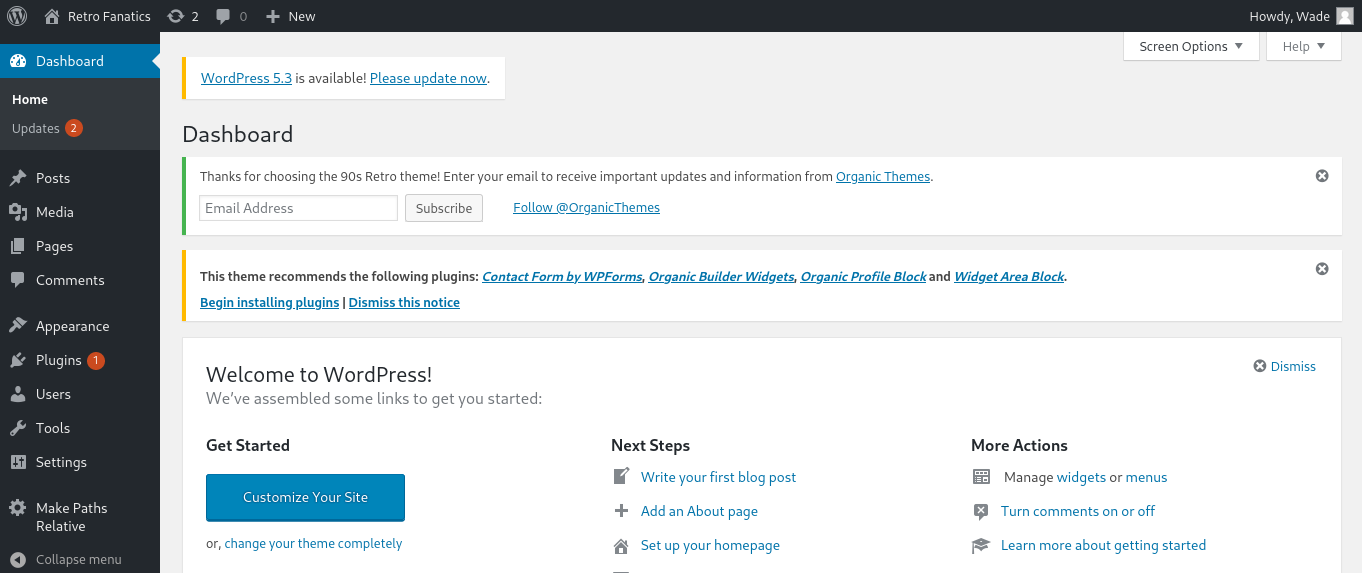 Retro Fanatics 2 0 New Howdy, Wade
Screen Options Help
Dashboard
Home
Updates 2
Posts
Media
Pages
Comments
Appearance
Plugins 1
Users
Tools
Settings
Make Paths
Relative
Collapse menu
WordPress 5.3 is available! Please update now.
Dashboard
Thanks for choosing the 90s Retro theme! Enter your email to receive important updates and information from Organic Themes.
Email Address Subscribe Follow @OrganicThemes
This theme recommends the following plugins: Contact Form by WPForms, Organic Builder Widgets, Organic Profile Block and Widget Area Block.
Begin installing plugins | Dismiss this notice
Welcome to WordPress! Dismiss
We've assembled some links to get you started:
Get Started
Customize Your Site
or, change your theme completely
Next Steps
Write your first blog post
Add an About page
Set up your homepage
More Actions
Manage widgets or menus
Turn comments on or off
Learn more about getting started